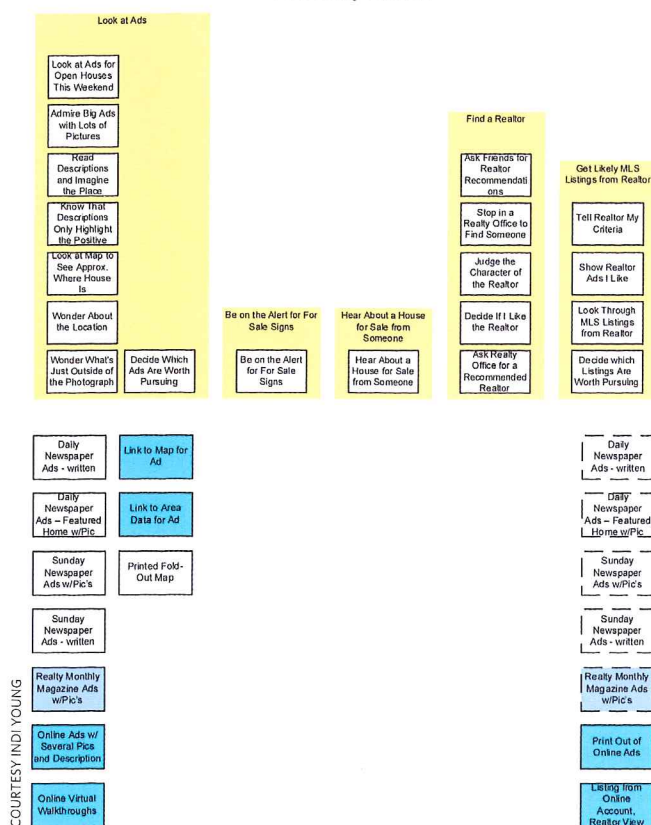 Look at Ads
Look at Ads for
Open Houses
This Weekend
Admire Big Ads
with Lots of
Pictures
Read
Descriptions
and Imagine
the Place
Know That
Descriptions
Only Highlight
the Positive
Look at Map to
See Approx.
Where House
Is
Wonder About
the Location
Wonder What's
Just Outside of
the Photograph
Decide Which
Ads Are Worth
Pursuing
Be on the Alert for For
Sale Signs
Be on the Alert
for For Sale
Signs
Hear About a House
for Sale from
Someone
Hear About a
House for Sale
from Someone
Find a Realtor
Ask Friends for
Realtor
Recommendati
ons
Stop in a
Realty Office to
Find Someone
Judge the
Character of
the Realtor
Decide If I Like
the Realtor
Ask Realty
Office for a
Recommended
Realtor
Get Likely MLS
Listings from Realtor
Tell Realtor My
Criteria
Show Realtor
Ads I Like
Look Through
MLS Listings
from Realtor
Decide which
Listings Are
Worth Pursuing
Daily
Newspaper
Ads - written
Daily
Newspaper
Ads – Featured
Home w/Pic
Sunday
Newspaper
Ads w/Pic's
Sunday
Newspaper
Ads - written
Realty Monthly
Magazine Ads
w/Pic's
Online Ads w/
Several Pics
and Description
Online Virtual
Walkthroughs
Link to Map for
Ad
Link to Area
Data for Ad
Printed Fold-
Out Map
Daily
Newspaper
Ads - written
Daily
Newspaper
Ads – Featured
Home w/Pic
Sunday
Newspaper
Ads w/Pic's
Sunday
Newspaper
Ads - written
Realty Monthly
Magazine Ads
w/Pic's
Print Out of
Online Ads
Listing from
Online
Account,
Realtor View
COURTESY INDI YOUNG